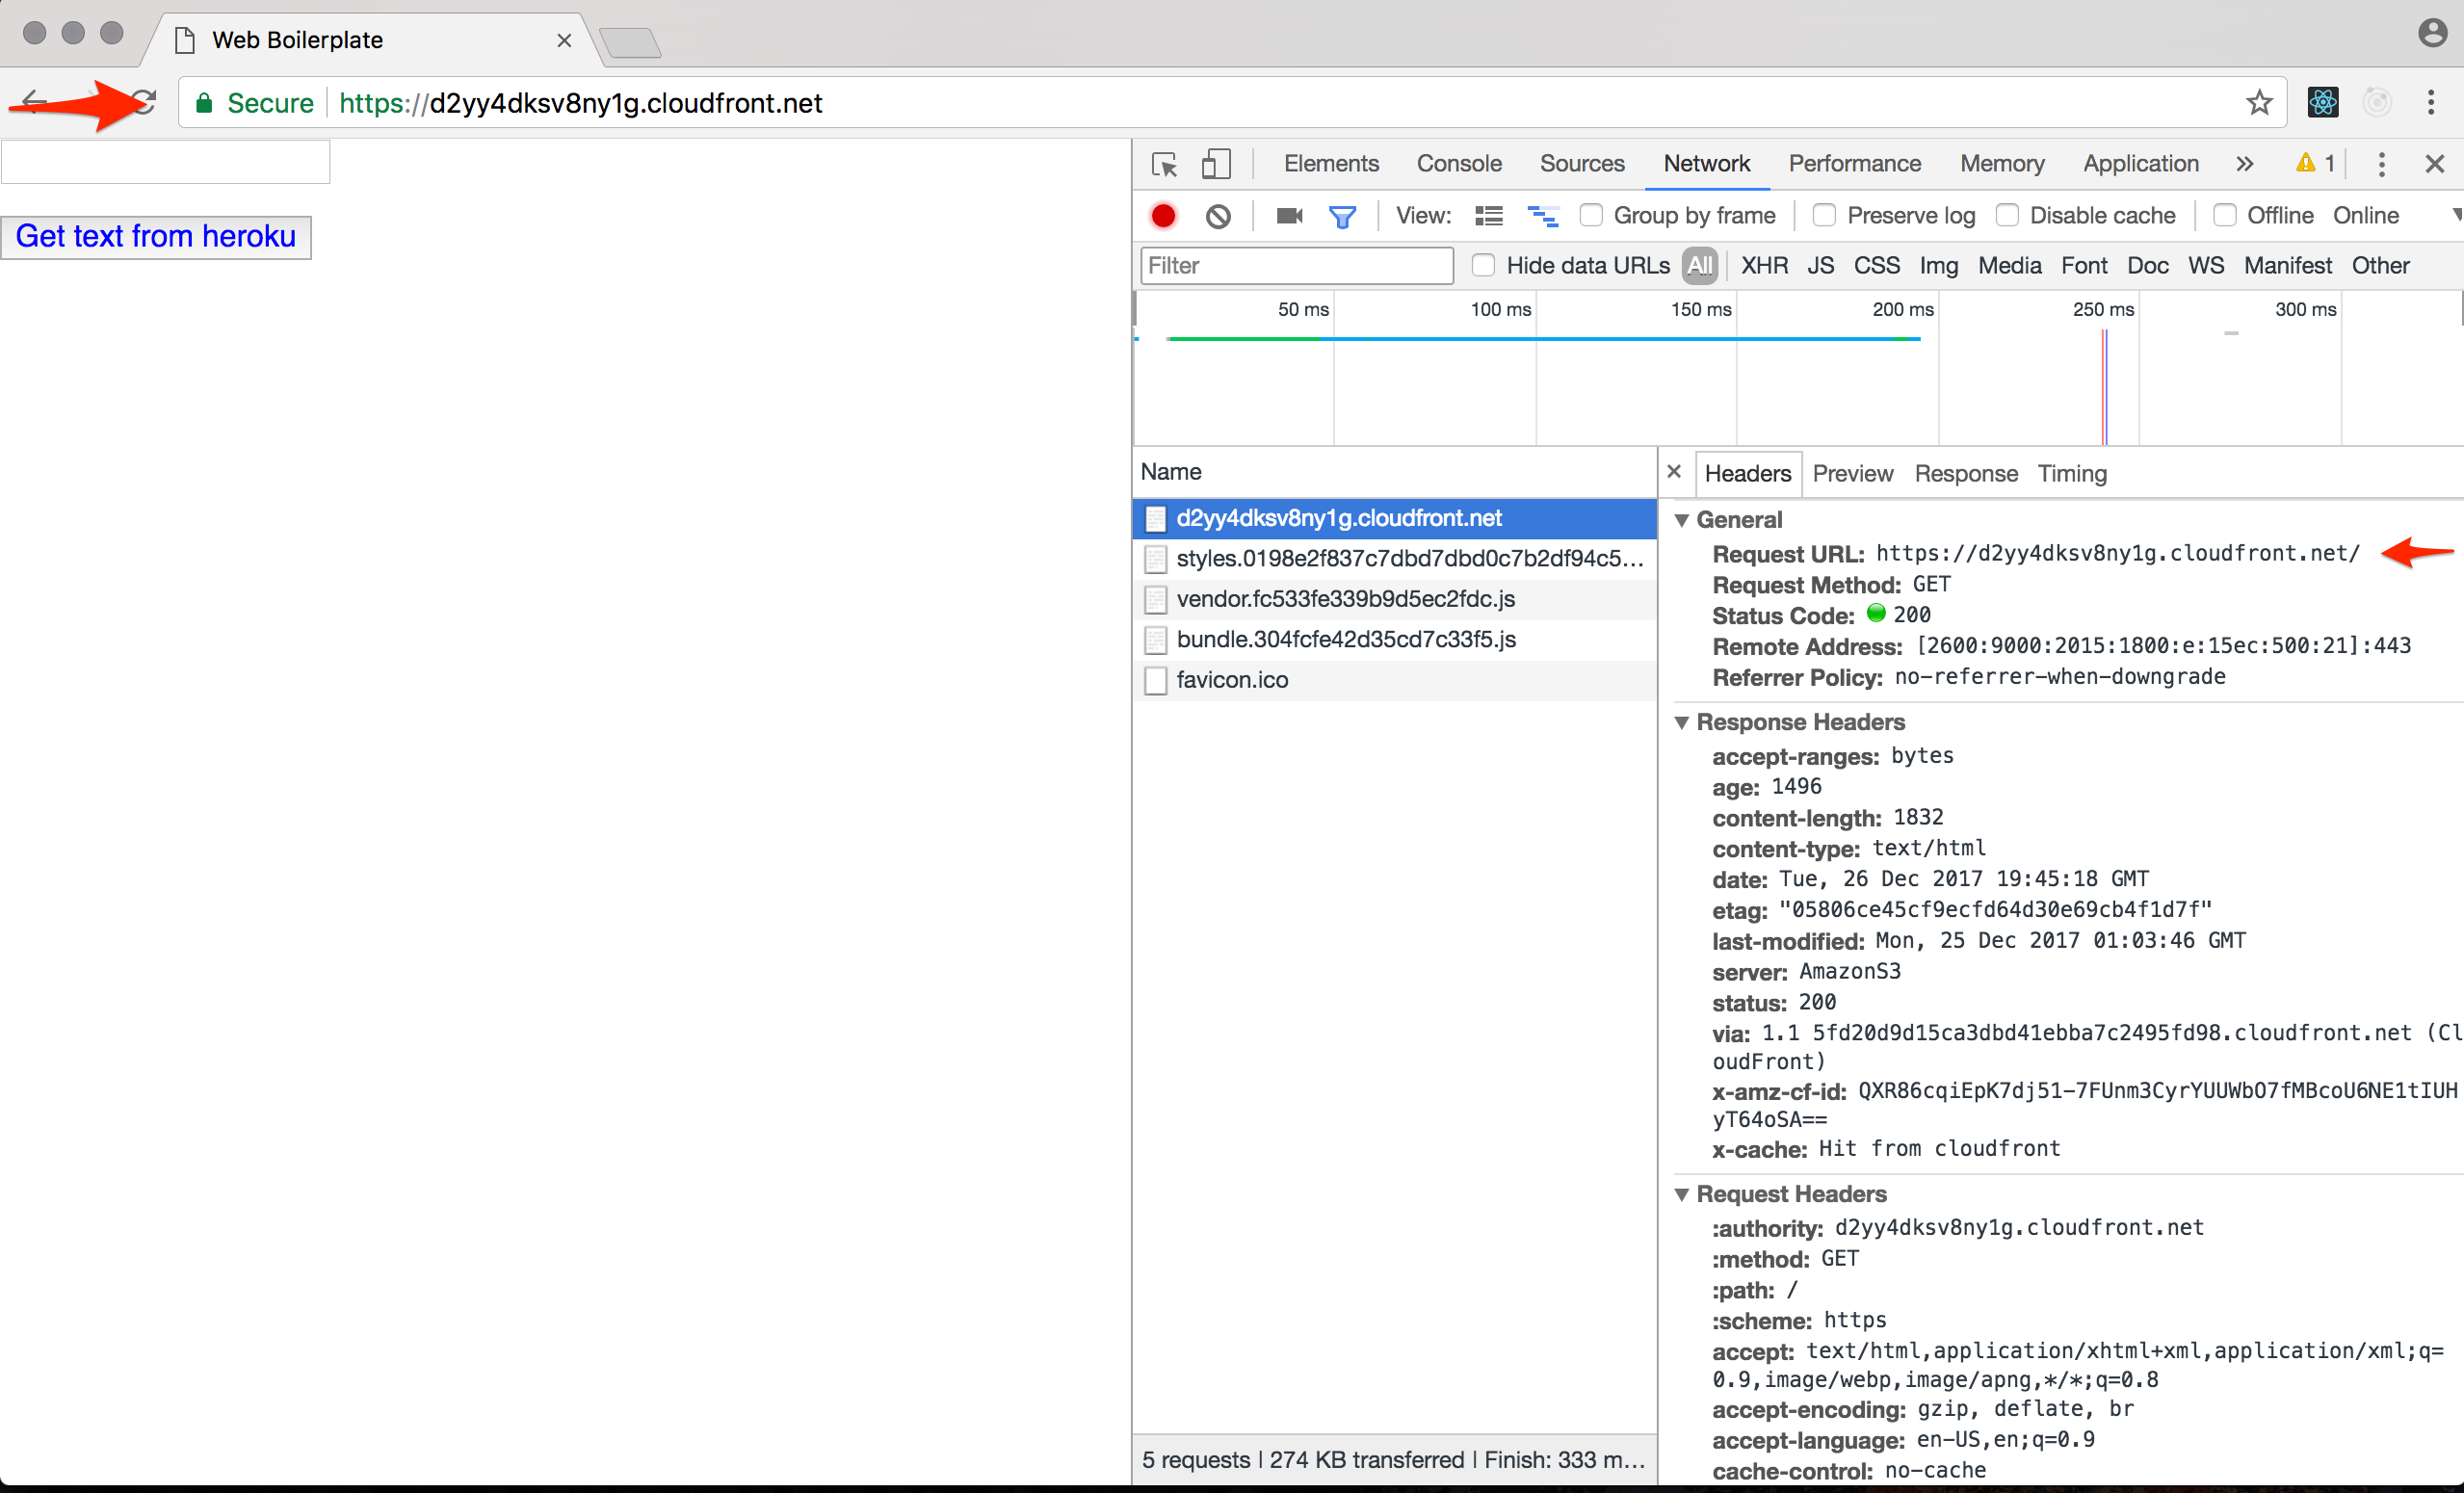 Web Boilerplate
Secure https://d2yy4dksv8ny1g.cloudfront.net
Get text from heroku
Elements Console Sources Network Performance Memory Application » 1
View: Group by frame Preserve log Disable cache Offline Online
Filter Hide data URLs All XHR JS CSS Img Media Font Doc WS Manifest Other
50 ms 100 ms 150 ms 200 ms 250 ms 300 ms
Name
d2yy4dksv8ny1g.cloudfront.net
styles.0198e2f837c7dbd7dbd0c7b2df94c5...
vendor.fc533fe339b9d5ec2fdc.js
bundle.304fcfe42d35cd7c33f5.js
favicon.ico
5 requests | 274 KB transferred | Finish: 333 m...
Headers Preview Response Timing
General
Request URL: https://d2yy4dksv8ny1g.cloudfront.net/
Request Method: GET
Status Code: 200
Remote Address: [2600:9000:2015:1800:e:15ec:500:21]:443
Referrer Policy: no-referrer-when-downgrade
Response Headers
accept-ranges: bytes
age: 1496
content-length: 1832
content-type: text/html
date: Tue, 26 Dec 2017 19:45:18 GMT
etag: "05806ce45cf9ecfd64d30e69cb4f1d7f"
last-modified: Mon, 25 Dec 2017 01:03:46 GMT
server: AmazonS3
status: 200
via: 1.1 5fd20d9d15ca3dbd41ebba7c2495fd98.cloudfront.net (Cl
oudFront)
x-amz-cf-id: QXR86cqiEpK7dj51-7FUnm3CyrYUUWbO7fMBcoU6NE1tIUH
yT64oSA==
x-cache: Hit from cloudfront
Request Headers
:authority: d2yy4dksv8ny1g.cloudfront.net
:method: GET
:path: /
:scheme: https
accept: text/html,application/xhtml+xml,application/xml;q=
0.9,image/webp,image/apng,*/*;q=0.8
accept-encoding: gzip, deflate, br
accept-language: en-US,en;q=0.9
cache-control: no-cache